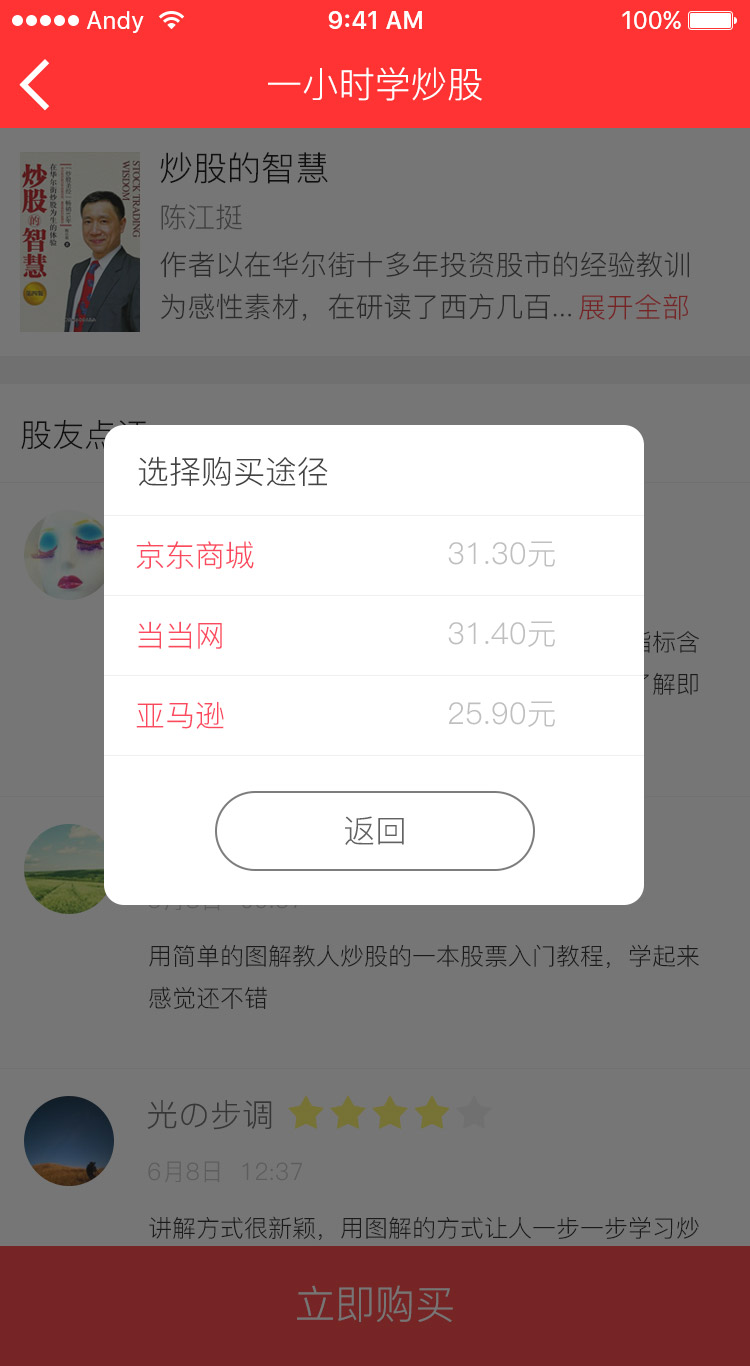 Andy
9:41 AM
100%
一小时学炒股
炒股的智慧
STOCK TRADING
WISDOM
在华尔街炒股为生的体验
炒股的智慧
陈江挺
作者以在华尔街十多年投资股市的经验教训
为感性素材，在研读了西方几百... 展开全部
股友点评
选择购买途径
京东商城 31.30元
当当网 31.40元
亚马逊 25.90元
返回
指标含
了解即
用简单的图解教人炒股的一本股票入门教程，学起来
感觉还不错
光の步调
6月8日 12:37
讲解方式很新颖，用图解的方式让人一步一步学习炒
立即购买